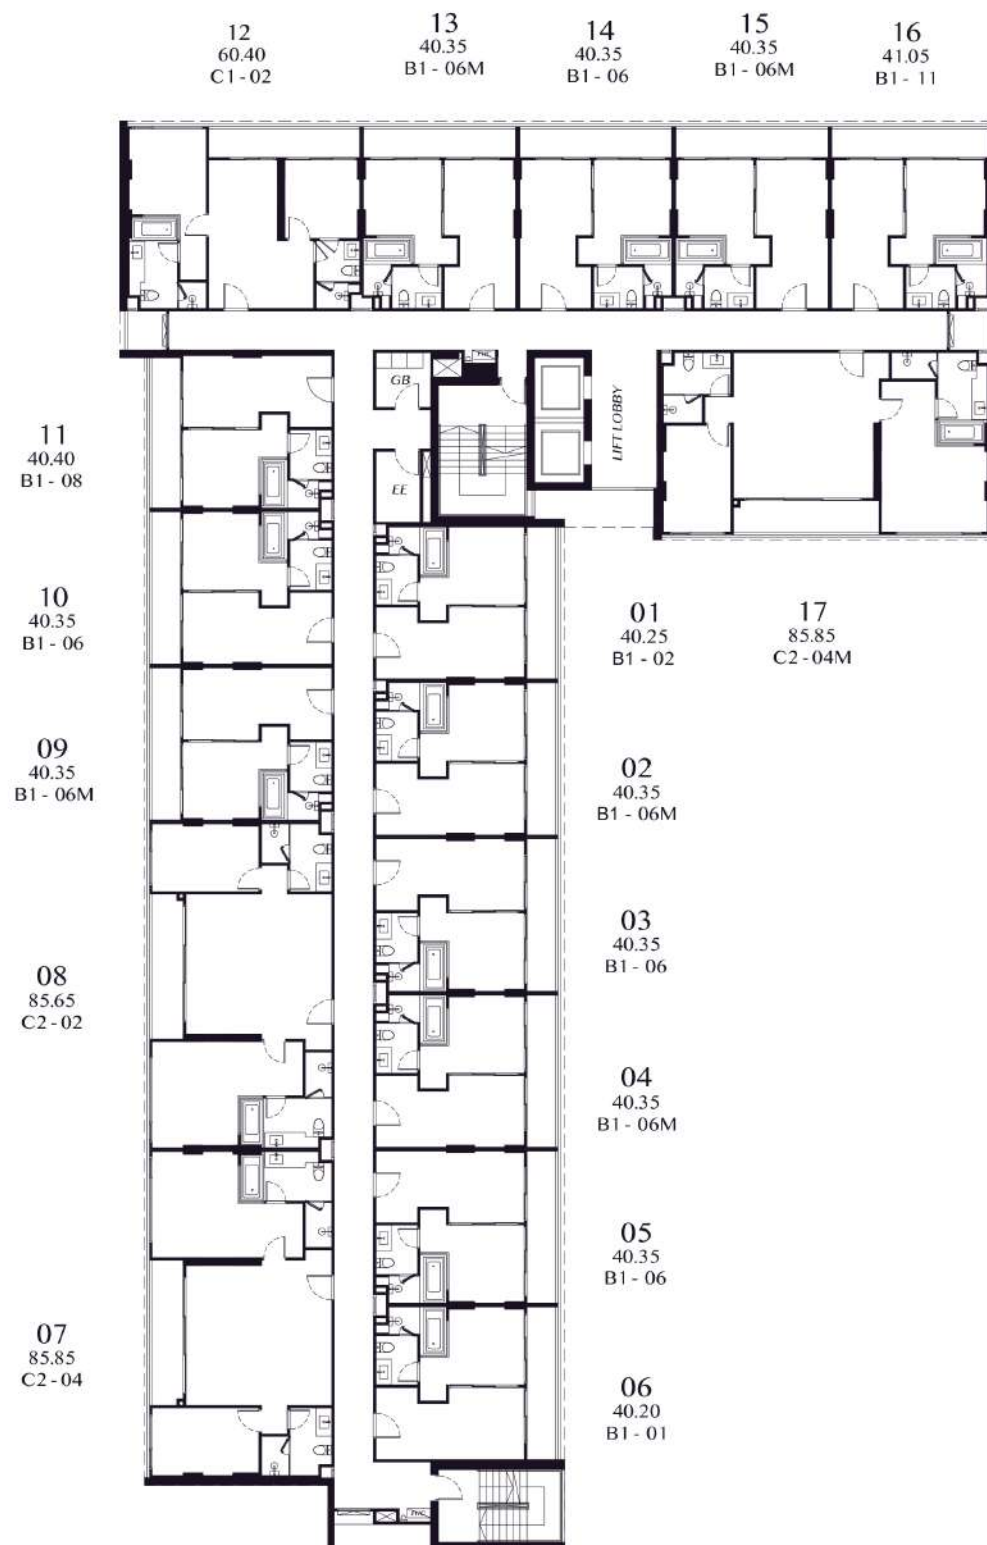 12
60.40
C1 - 02
13
40.35
B1 - 06M
14
40.35
B1 - 06
15
40.35
B1 - 06M
16
41.05
B1 - 11
GB
LIFT LOBBY
EE
11
40.40
B1 - 08
10
40.35
B1 - 06
01
40.25
B1 - 02
17
85.85
C2 - 04M
09
40.35
B1 - 06M
02
40.35
B1 - 06M
03
40.35
B1 - 06
08
85.65
C2 - 02
04
40.35
B1 - 06M
05
40.35
B1 - 06
07
85.85
C2 - 04
06
40.20
B1 - 01